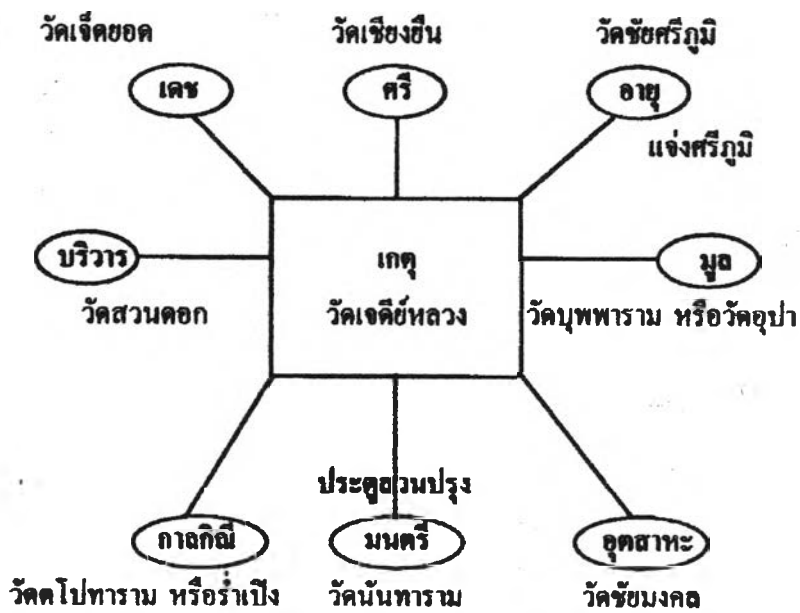 วัดเจ็ดยอด
วัดเชียงยืน
วัดชัยศรีภูมิ
เดช
ศรี
อายุ
แจ่งศรีภูมิ
บริวาร
เกตุ
มูล
วัดสวนดอก
วัดเจดีย์หลวง
วัดบุพพาราม หรือวัดอุปา
ประตูสวนปรุง
กาลกิณี
มนตรี
อุตสาหะ
วัดตโปทาราม หรือร่ำเปิง
วัดนันทาราม
วัดชัยมงคล